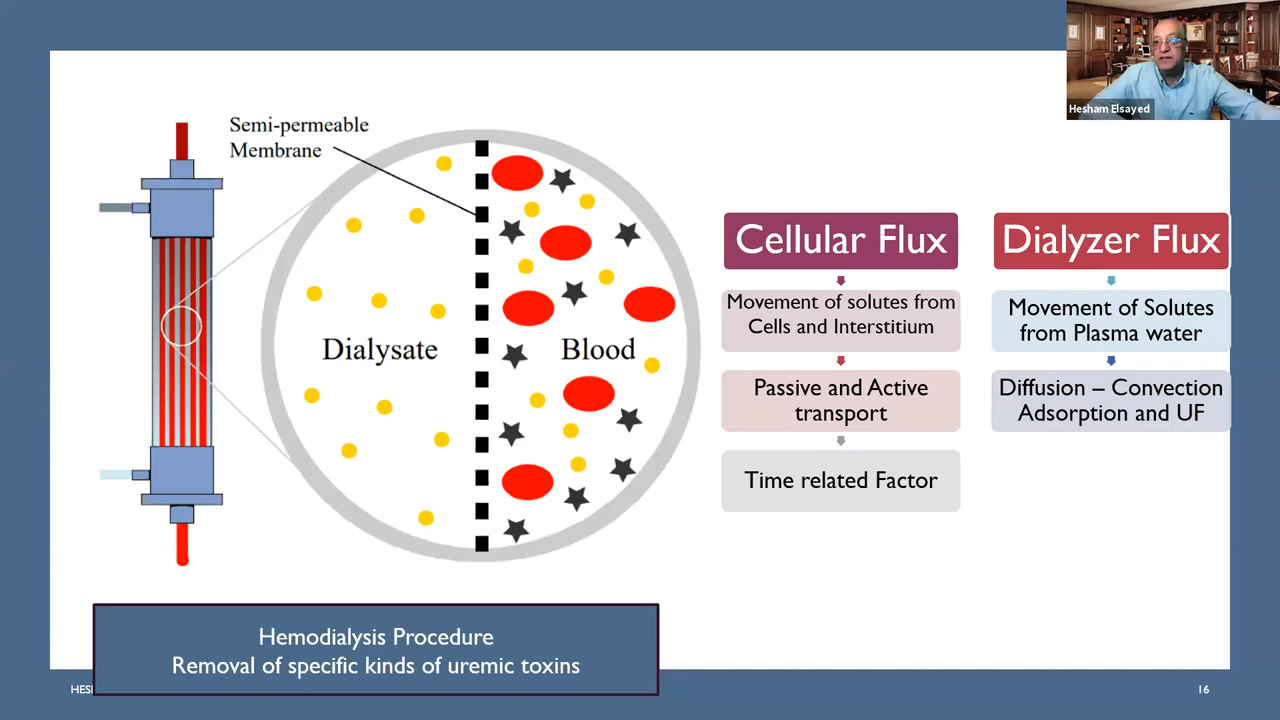 Hesham Elsayed
Semi-permeable
Membrane
Dialysate
Blood
Cellular Flux
Movement of solutes from
Cells and Interstitium
Passive and Active
transport
Time related Factor
Dialyzer Flux
Movement of Solutes
from Plasma water
Diffusion – Convection
Adsorption and UF
Hemodialysis Procedure
Removal of specific kinds of uremic toxins
16